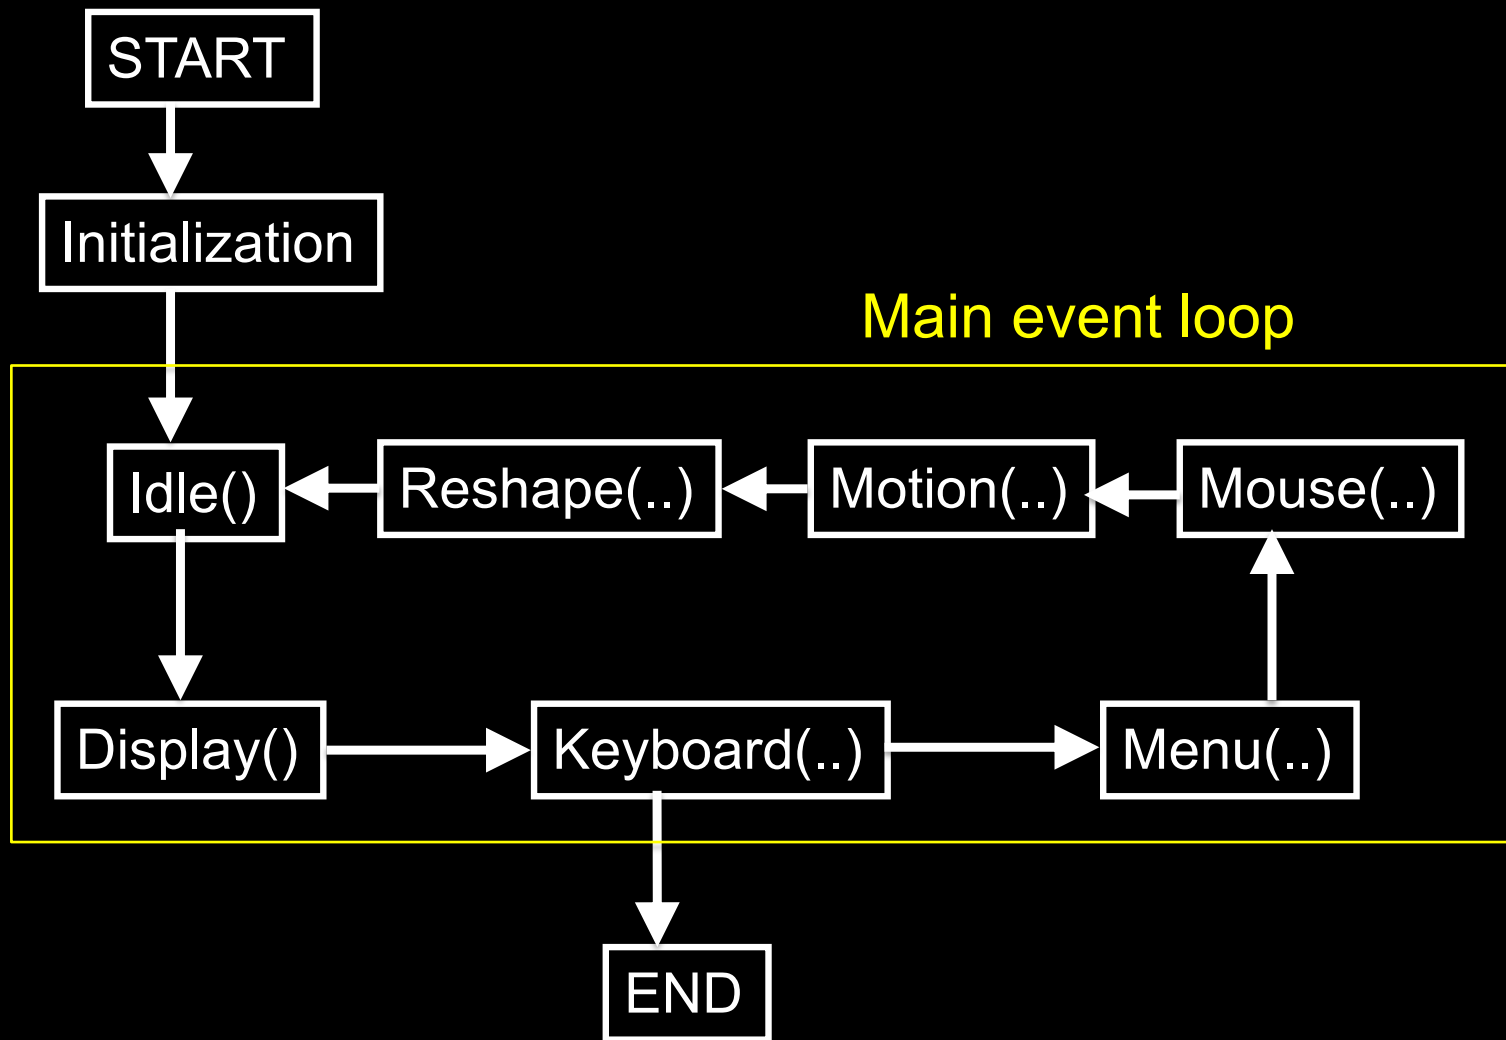 START
Initialization
Main event loop
Idle()
Reshape(..)
Motion(..)
Mouse(..)
Display()
Keyboard(..)
Menu(..)
END